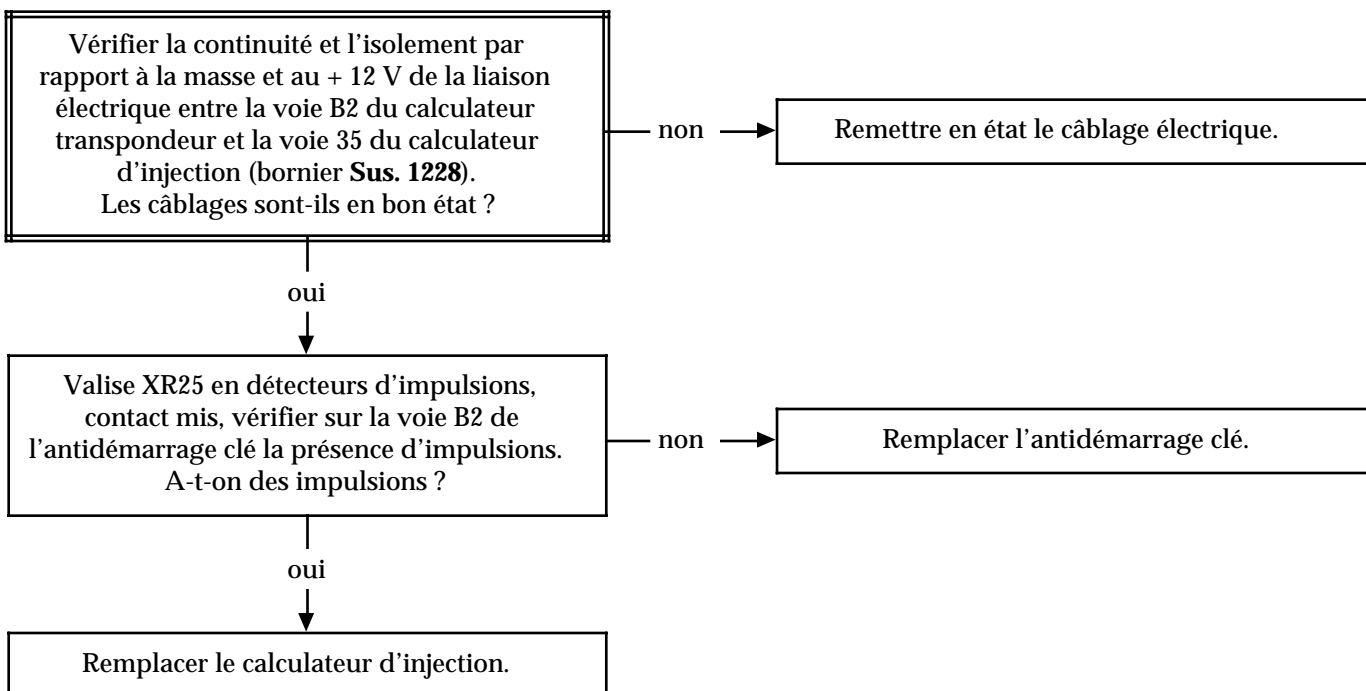 Vérifier la continuité et l'isolement par
rapport à la masse et au + 12 V de la liaison
électrique entre la voie B2 du calculateur
transpondeur et la voie 35 du calculateur
d'injection (bornier Sus. 1228).
Les câblages sont-ils en bon état ?
non
Remettre en état le câblage électrique.
oui
Valise XR25 en détecteurs d'impulsions,
contact mis, vérifier sur la voie B2 de
l'antidémarrage clé la présence d'impulsions.
A-t-on des impulsions ?
non
Remplacer l'antidémarrage clé.
oui
Remplacer le calculateur d'injection.